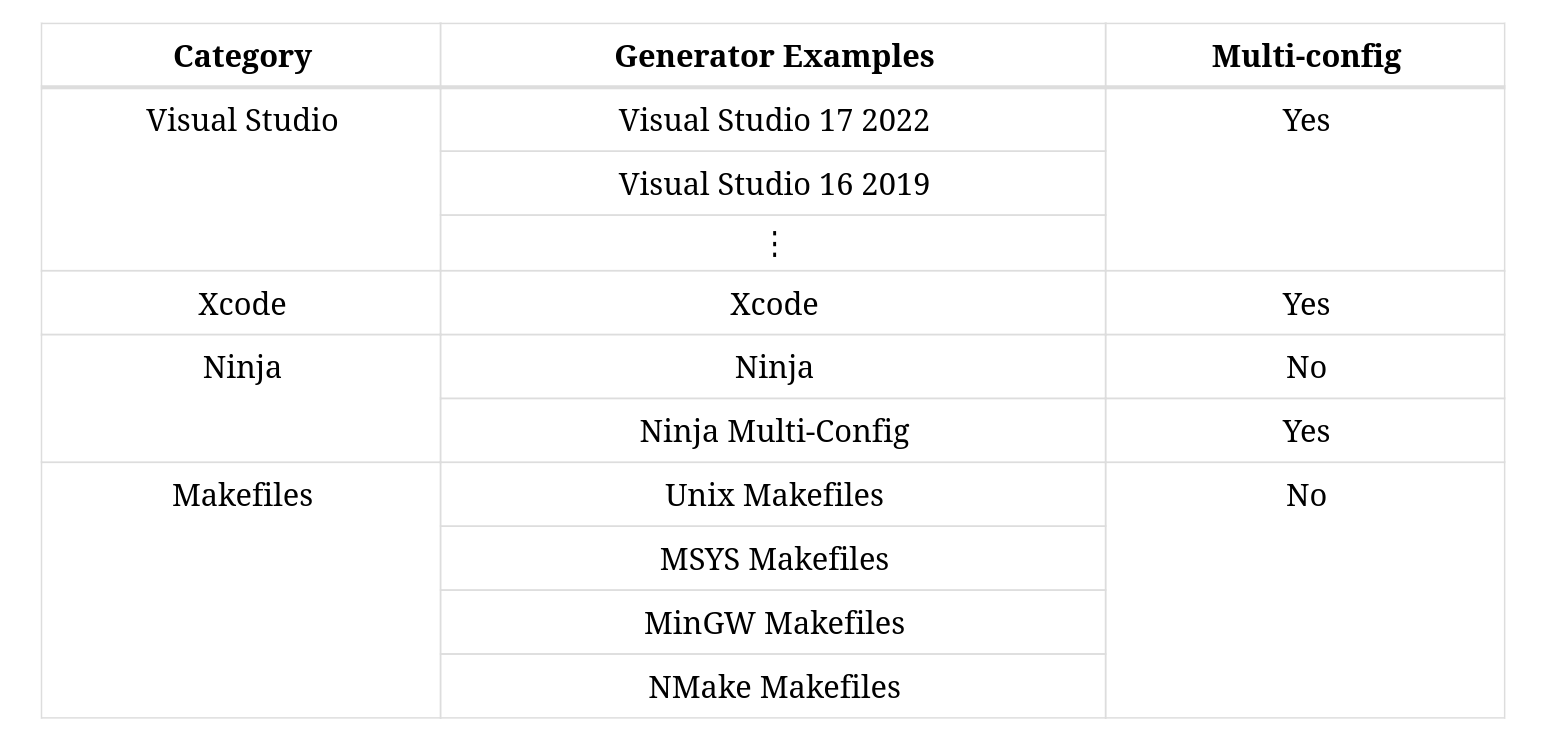 Category Generator Examples Multi-config
Visual Studio Visual Studio 17 2022 Yes
Visual Studio 16 2019
⋮
Xcode Xcode Yes
Ninja Ninja No
Ninja Multi-Config Yes
Makefiles Unix Makefiles No
MSYS Makefiles
MinGW Makefiles
NMake Makefiles